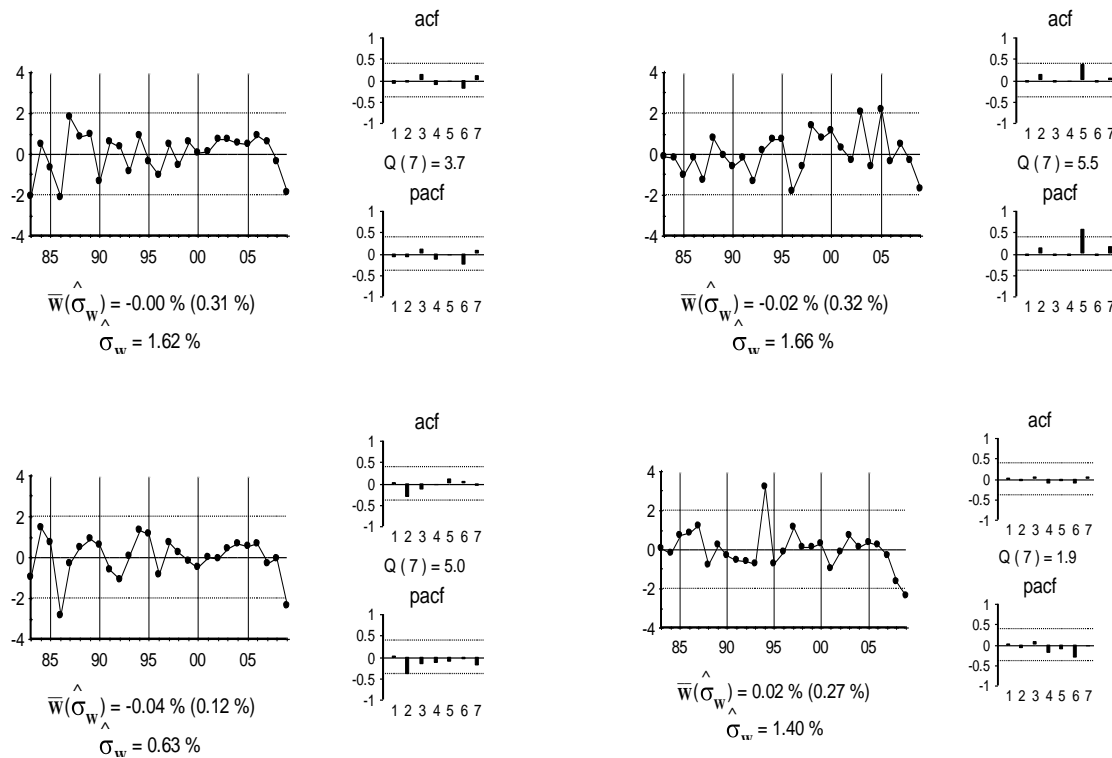 acf
1
0.5
0
-0.5
-1
1 2 3 4 5 6 7
Q ( 7 ) = 3.7
pacf
1
0.5
0
-0.5
-1
1 2 3 4 5 6 7
4
2
0
-2
-4
85 90 95 00 05
w̅(σ̂w) = -0.00 % (0.31 %)
σ̂w = 1.62 %
acf
1
0.5
0
-0.5
-1
1 2 3 4 5 6 7
Q ( 7 ) = 5.5
pacf
1
0.5
0
-0.5
-1
1 2 3 4 5 6 7
4
2
0
-2
-4
85 90 95 00 05
w̅(σ̂w) = -0.02 % (0.32 %)
σ̂w = 1.66 %
acf
1
0.5
0
-0.5
-1
1 2 3 4 5 6 7
Q ( 7 ) = 5.0
pacf
1
0.5
0
-0.5
-1
1 2 3 4 5 6 7
4
2
0
-2
-4
85 90 95 00 05
w̅(σ̂w) = -0.04 % (0.12 %)
σ̂w = 0.63 %
acf
1
0.5
0
-0.5
-1
1 2 3 4 5 6 7
Q ( 7 ) = 1.9
pacf
1
0.5
0
-0.5
-1
1 2 3 4 5 6 7
4
2
0
-2
-4
85 90 95 00 05
w̅(σ̂w) = 0.02 % (0.27 %)
σ̂w = 1.40 %